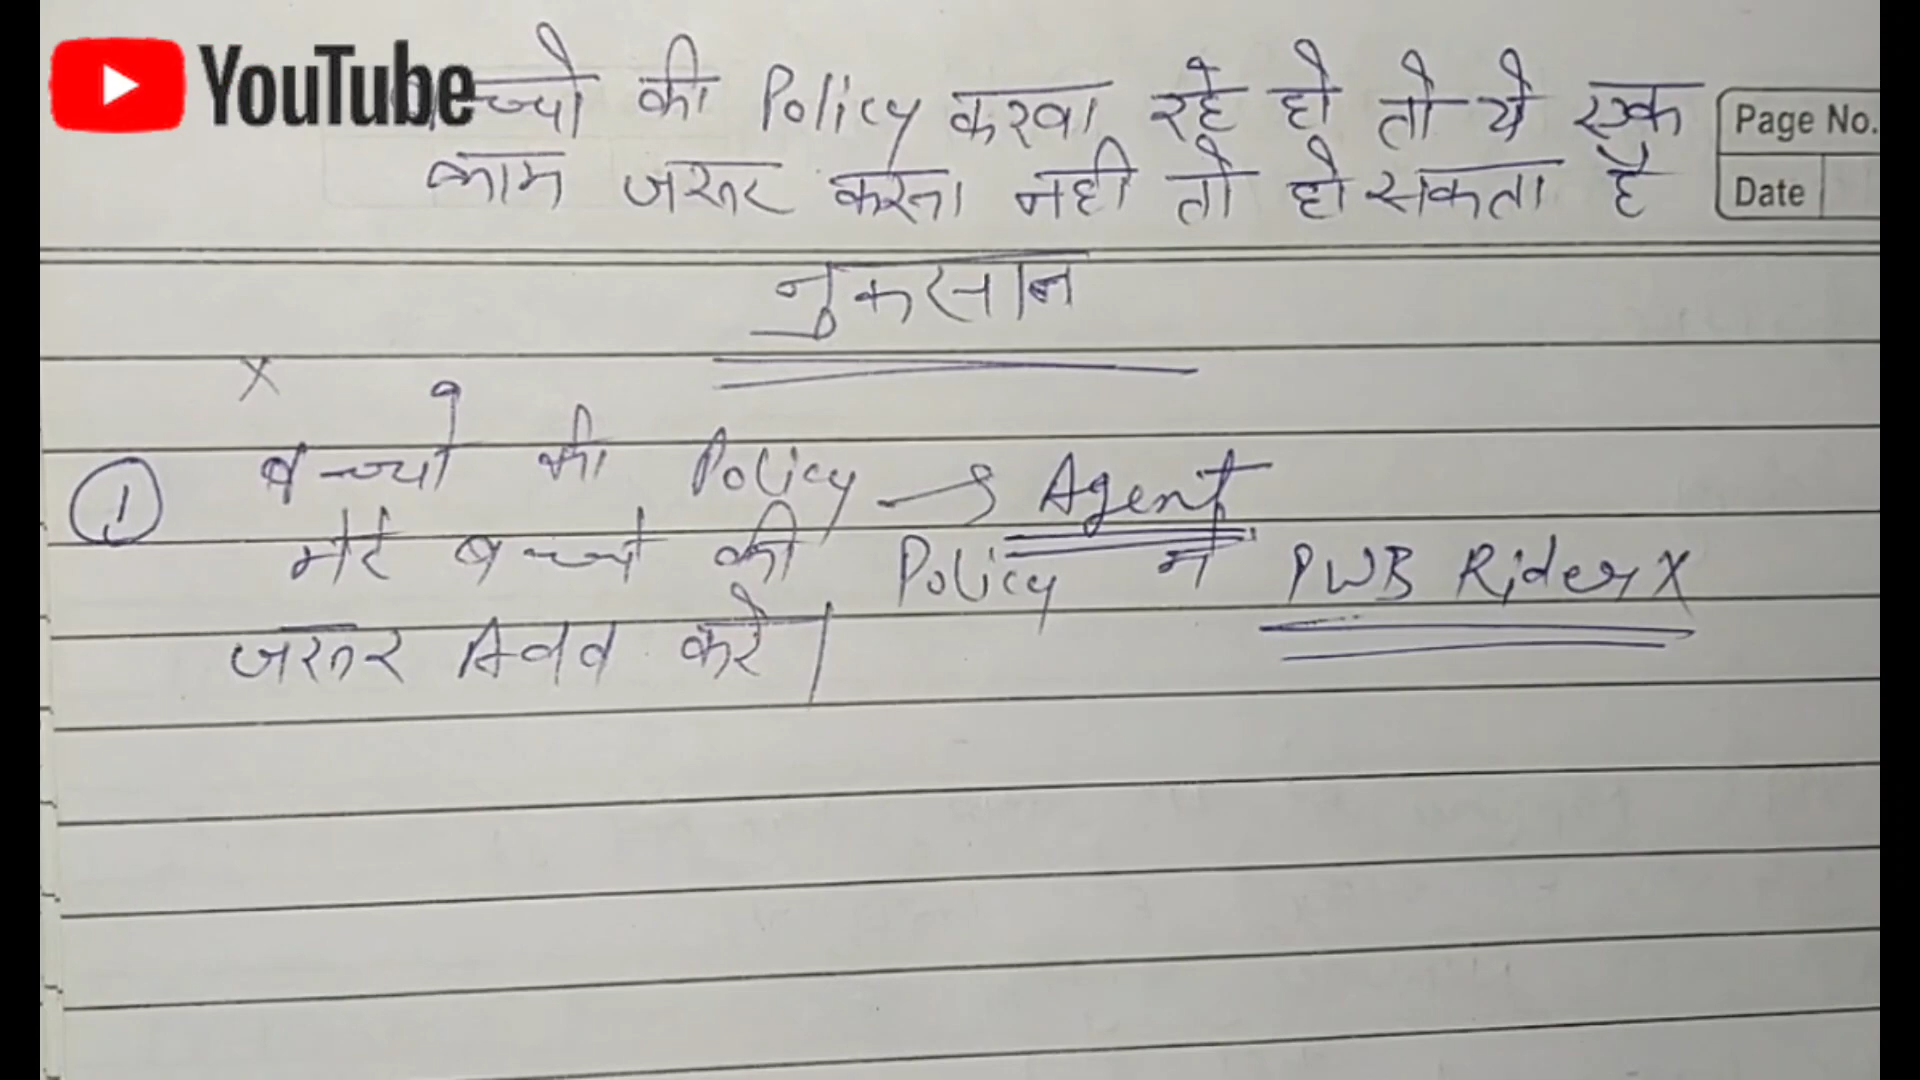 YouTube
बच्चो की Policy करवा रहे हो तो ये एक
Page No.
काम जरूर करना नही तो हो सकता है
Date
नुकसान
X
① बच्चो की Policy → Agent
मेरे बच्चो की Policy मे PWB Rider X
जरूर Add करे।